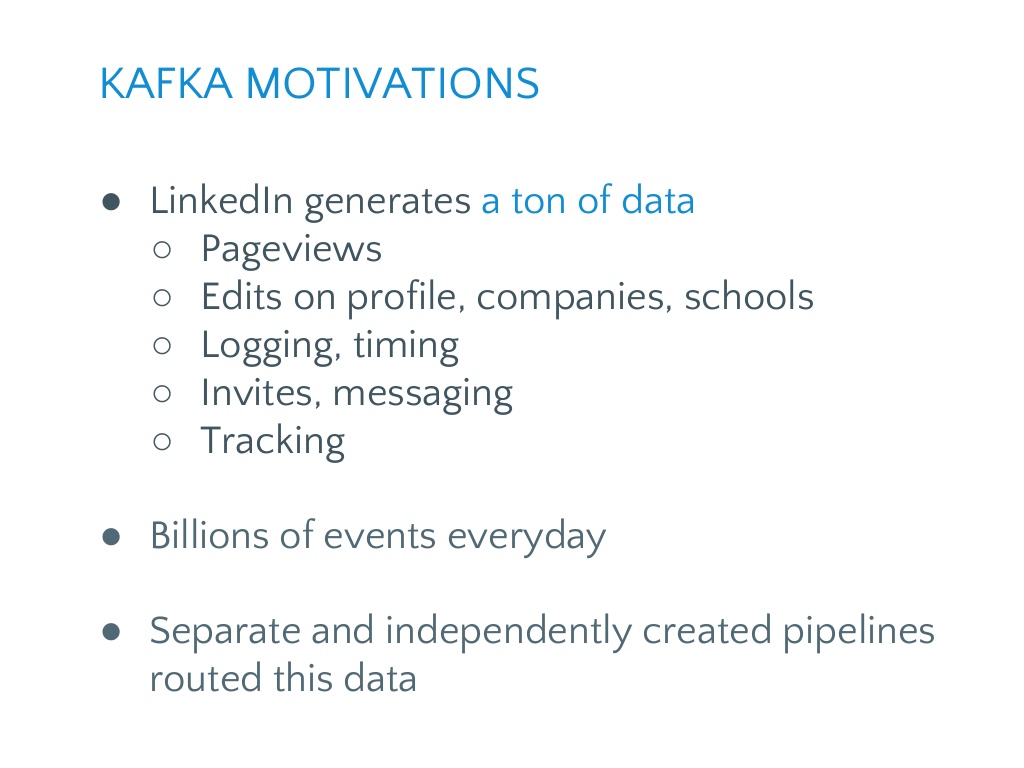 KAFKA MOTIVATIONS
● LinkedIn generates a ton of data
○ Pageviews
○ Edits on profile, companies, schools
○ Logging, timing
○ Invites, messaging
○ Tracking
● Billions of events everyday
● Separate and independently created pipelines
routed this data